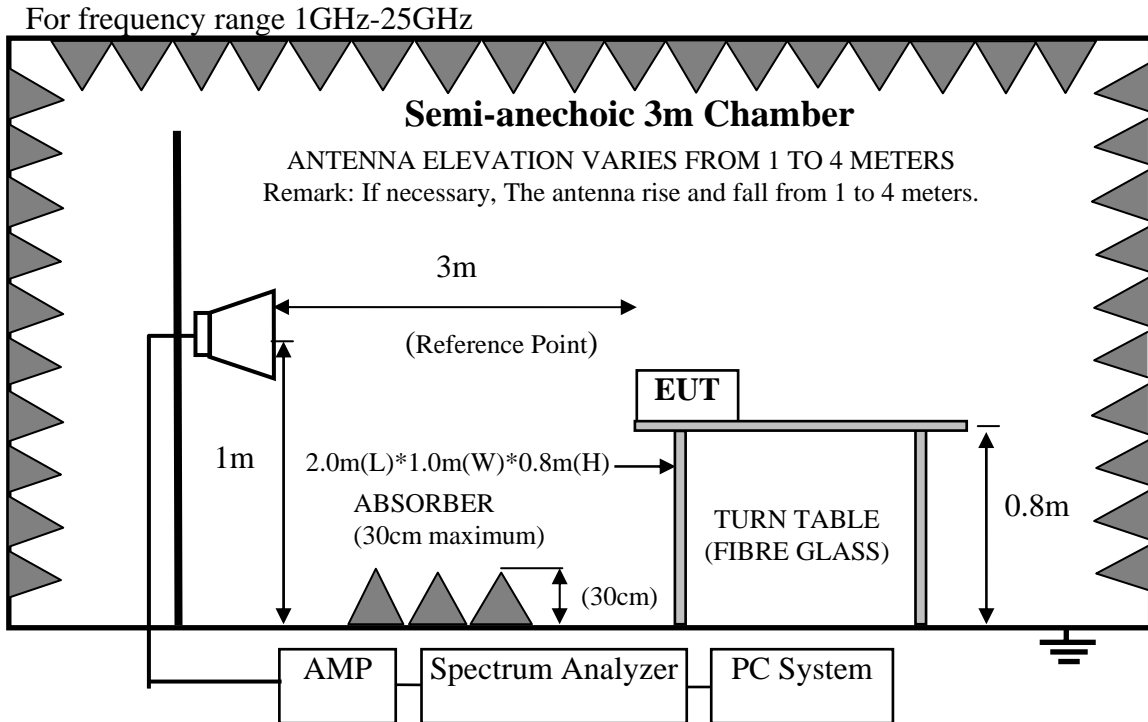 For frequency range 1GHz-25GHz
Semi-anechoic 3m Chamber
ANTENNA ELEVATION VARIES FROM 1 TO 4 METERS
Remark: If necessary, The antenna rise and fall from 1 to 4 meters.
3m
(Reference Point)
EUT
1m
2.0m(L)*1.0m(W)*0.8m(H)
ABSORBER
(30cm maximum)
TURN TABLE
(FIBRE GLASS)
0.8m
(30cm)
AMP
Spectrum Analyzer
PC System